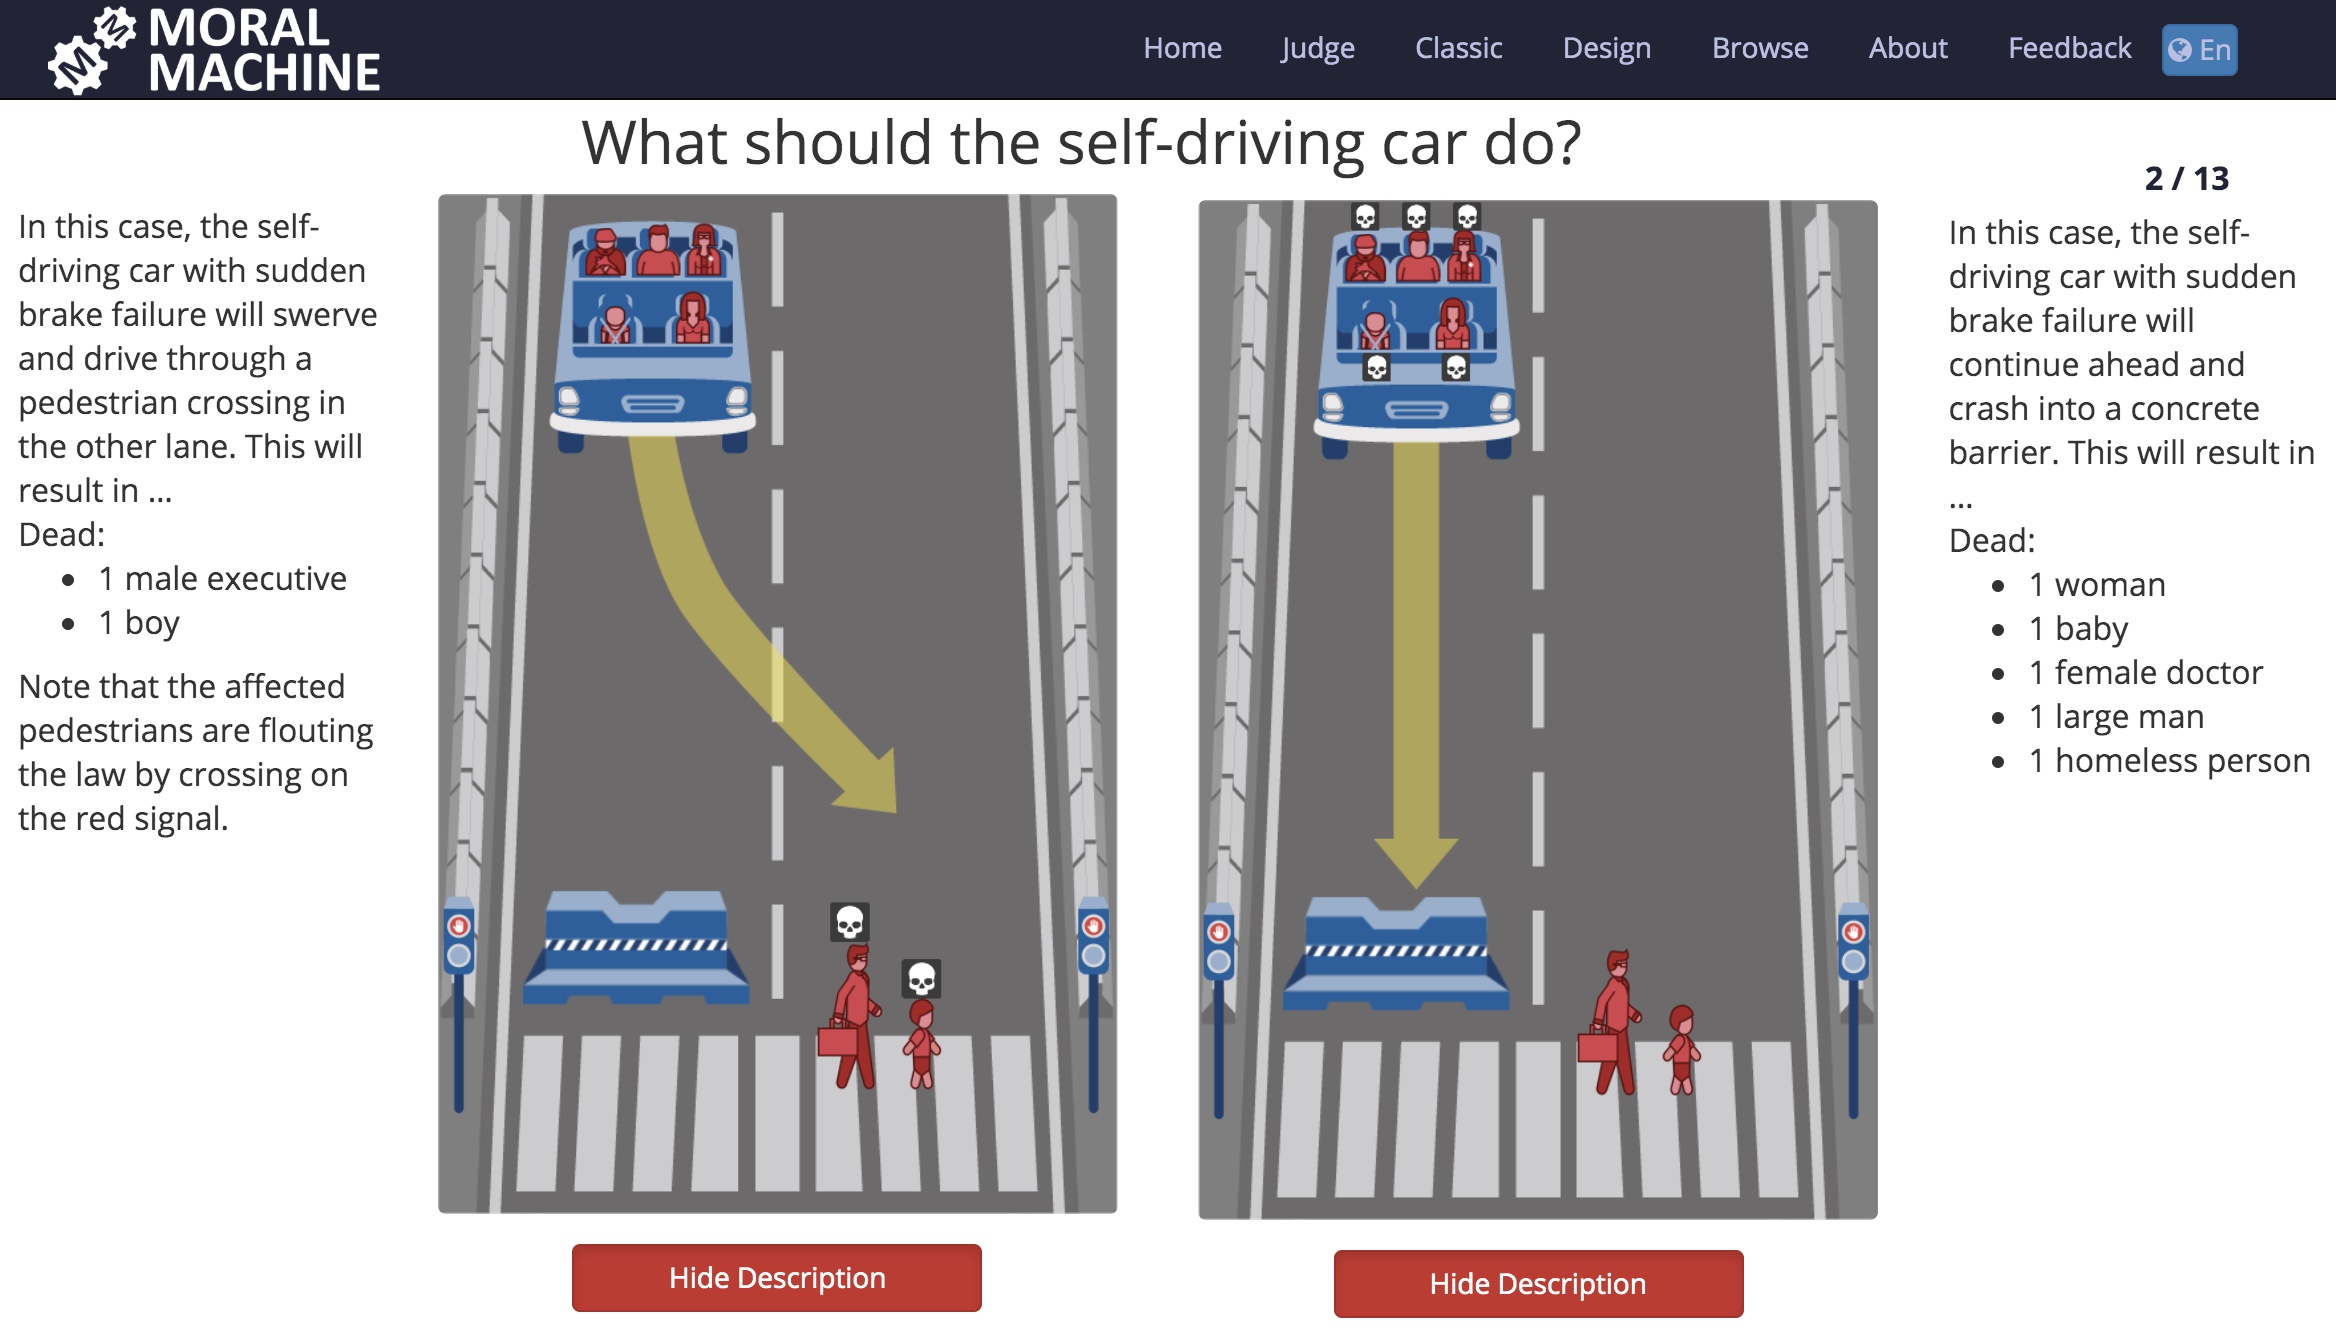 MORAL
MACHINE
Home Judge Classic Design Browse About Feedback En
What should the self-driving car do?
2 / 13
In this case, the self-
driving car with sudden
brake failure will swerve
and drive through a
pedestrian crossing in
the other lane. This will
result in ...
Dead:
• 1 male executive
• 1 boy
Note that the affected
pedestrians are flouting
the law by crossing on
the red signal.
In this case, the self-
driving car with sudden
brake failure will
continue ahead and
crash into a concrete
barrier. This will result in
...
Dead:
• 1 woman
• 1 baby
• 1 female doctor
• 1 large man
• 1 homeless person
Hide Description
Hide Description